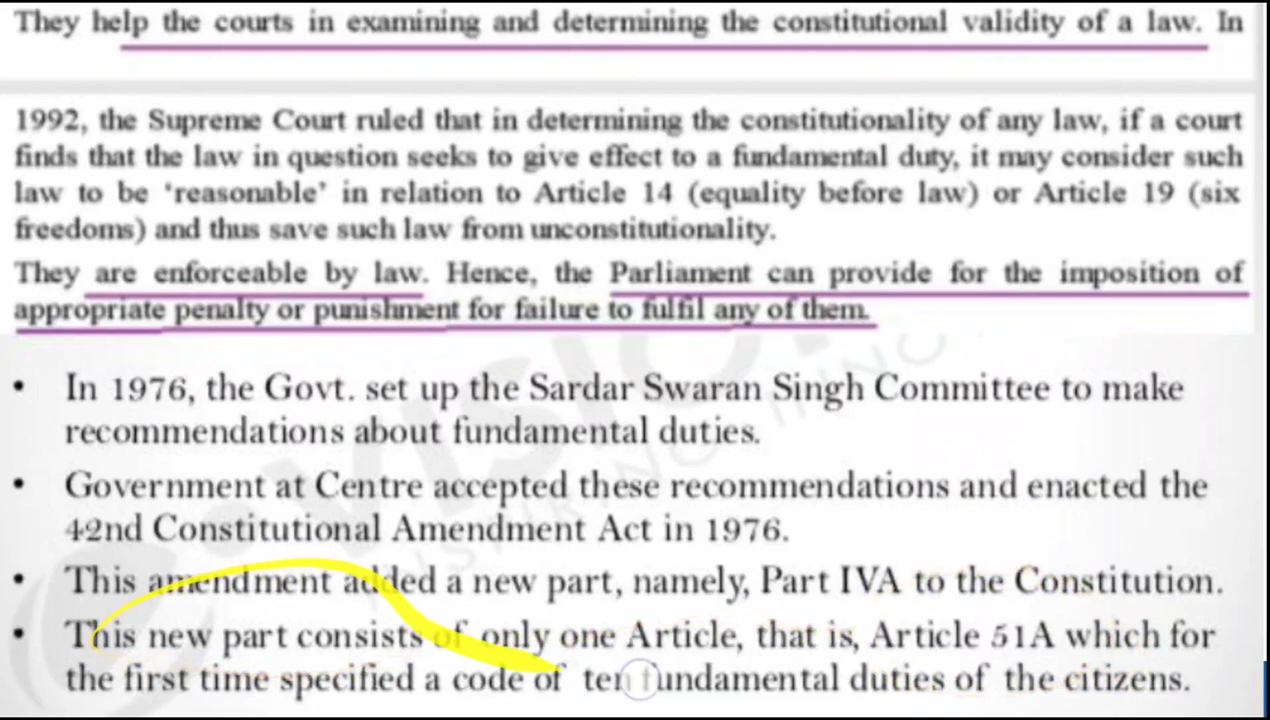 They help the courts in examining and determining the constitutional validity of a law. In
1992, the Supreme Court ruled that in determining the constitutionality of any law, if a court
finds that the law in question seeks to give effect to a fundamental duty, it may consider such
law to be 'reasonable' in relation to Article 14 (equality before law) or Article 19 (six
freedoms) and thus save such law from unconstitutionality.
They are enforceable by law. Hence, the Parliament can provide for the imposition of
appropriate penalty or punishment for failure to fulfil any of them.
• In 1976, the Govt. set up the Sardar Swaran Singh Committee to make
recommendations about fundamental duties.
• Government at Centre accepted these recommendations and enacted the
42nd Constitutional Amendment Act in 1976.
• This amendment added a new part, namely, Part IVA to the Constitution.
• This new part consists of only one Article, that is, Article 51A which for
the first time specified a code of ten fundamental duties of the citizens.